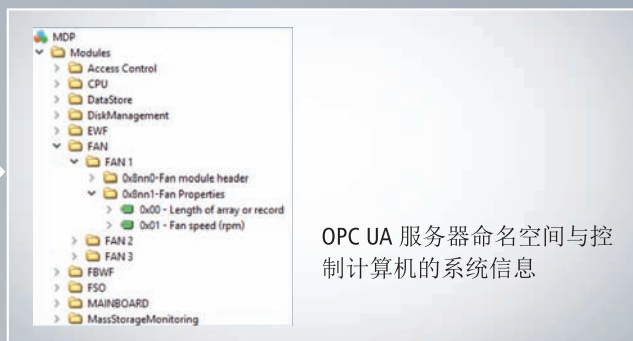 MDP
Modules
Access Control
CPU
DataStore
DiskManagement
EWF
FAN
FAN 1
0x8nn0-Fan module header
0x8nn1-Fan Properties
0x00 - Length of array or record
0x01 - Fan speed (rpm)
FAN 2
FAN 3
FBWF
FSO
MAINBOARD
MassStorageMonitoring
OPC UA 服务器命名空间与控
制计算机的系统信息